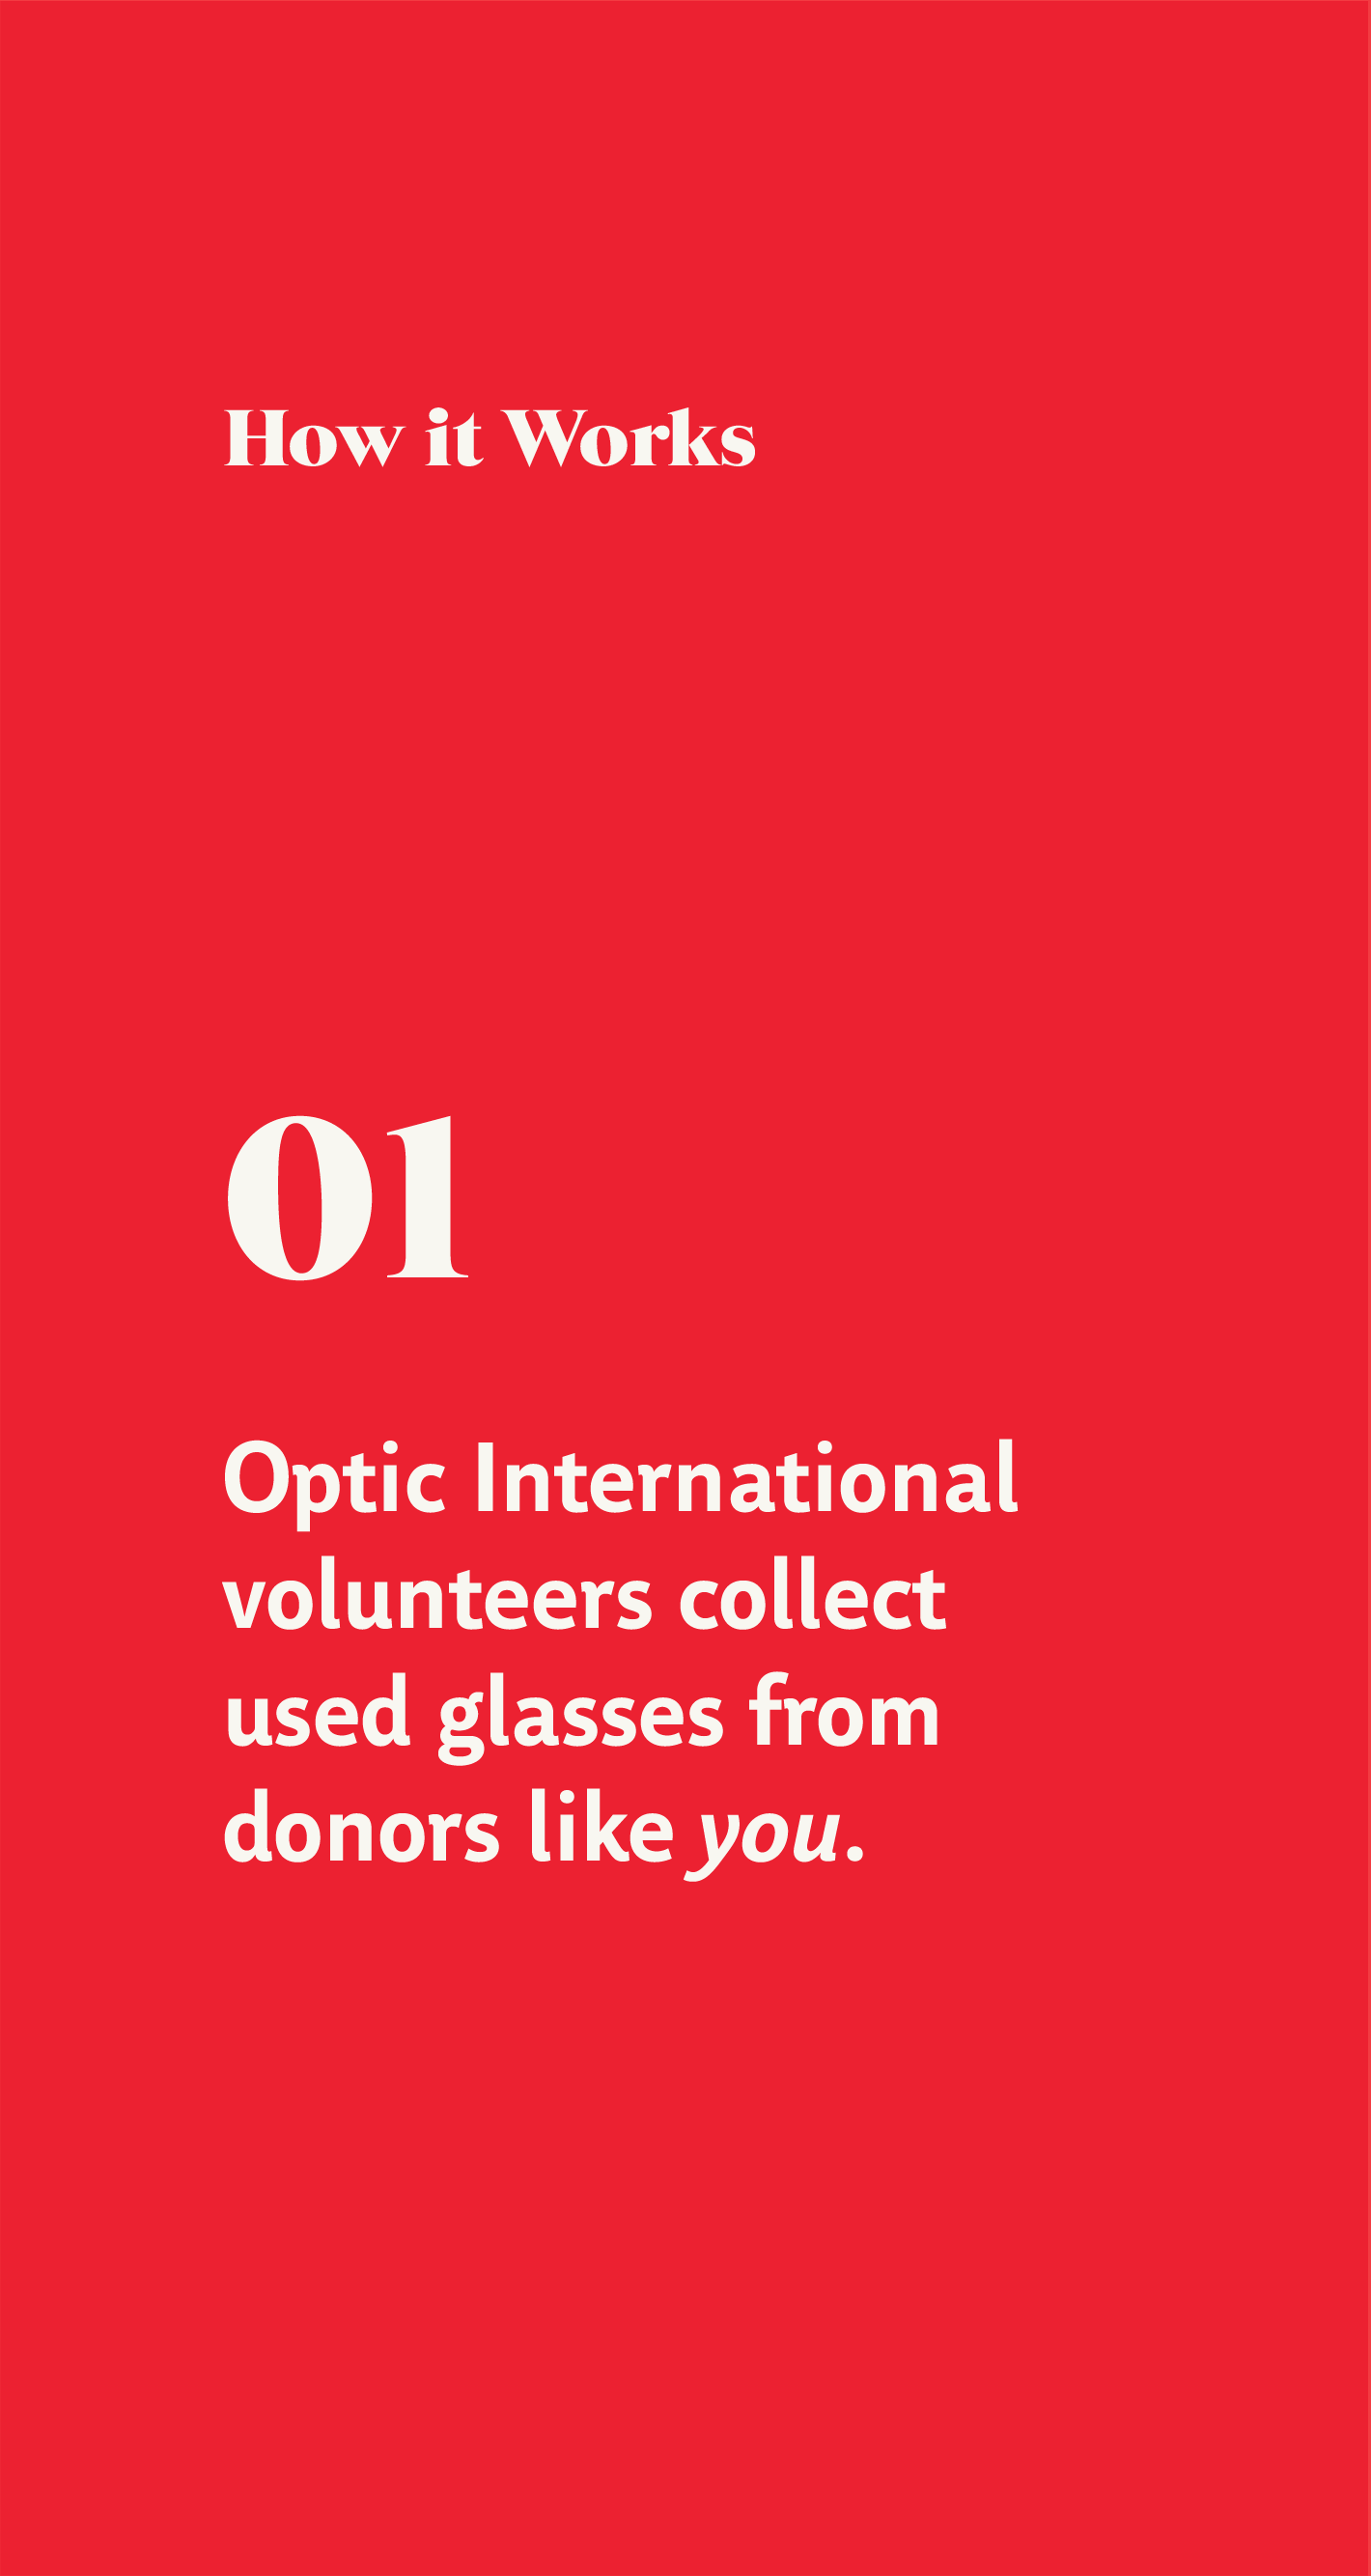 How it Works
01
Optic International
volunteers collect
used glasses from
donors like you.